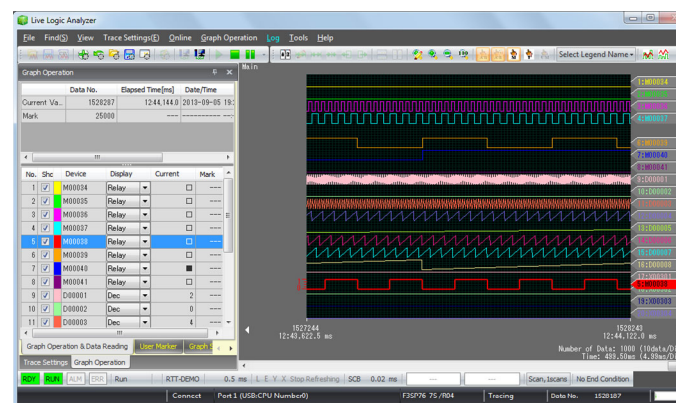 Live Logic Analyzer
File Find(S) View Trace Settings(E) Online Graph Operation Log Tools Help
Select Legend Name
Graph Operation
Main
Data No. Elapsed Time[ms] Date/Time
Current Va... 1528287 12:44,144.0 2013-09-05 19:
Mark 25000 --- ---
No. Shc Device Display Current Mark
1 M00034 Relay ---
2 M00035 Relay ---
3 M00036 Relay ---
4 M00037 Relay ---
5 M00038 Relay ---
6 M00039 Relay ---
7 M00040 Relay ---
8 M00041 Relay ---
9 D00001 Dec 2 ---
10 D00002 Dec 0 ---
11 D00003 Dec 4 ---
1:M00034
4:M00037
7:M00040
8:M00041
9:D00001
10:D00002
13:D00005
15:D00007
16:D00008
5:M00038
19:X00303
1527244
12:43,622.5 ms
1528243
12:44,122.0 ms
Number of Data: 1000 (10data/D
Time: 499.50ms (4.99ms/D
Graph Operation & Data Reading User Marker Graph S
Trace Settings Graph Operation
RDY RUN ALM ERR Run RTT-DEMO 0.5 ms L E V X Stop Refreshing SCB 0.02 ms --- --- Scan, 1scans No End Condition
Connect Port1 (USB:CPU Number0) F3SP76-7S /R04 Tracing Data No. 1528187